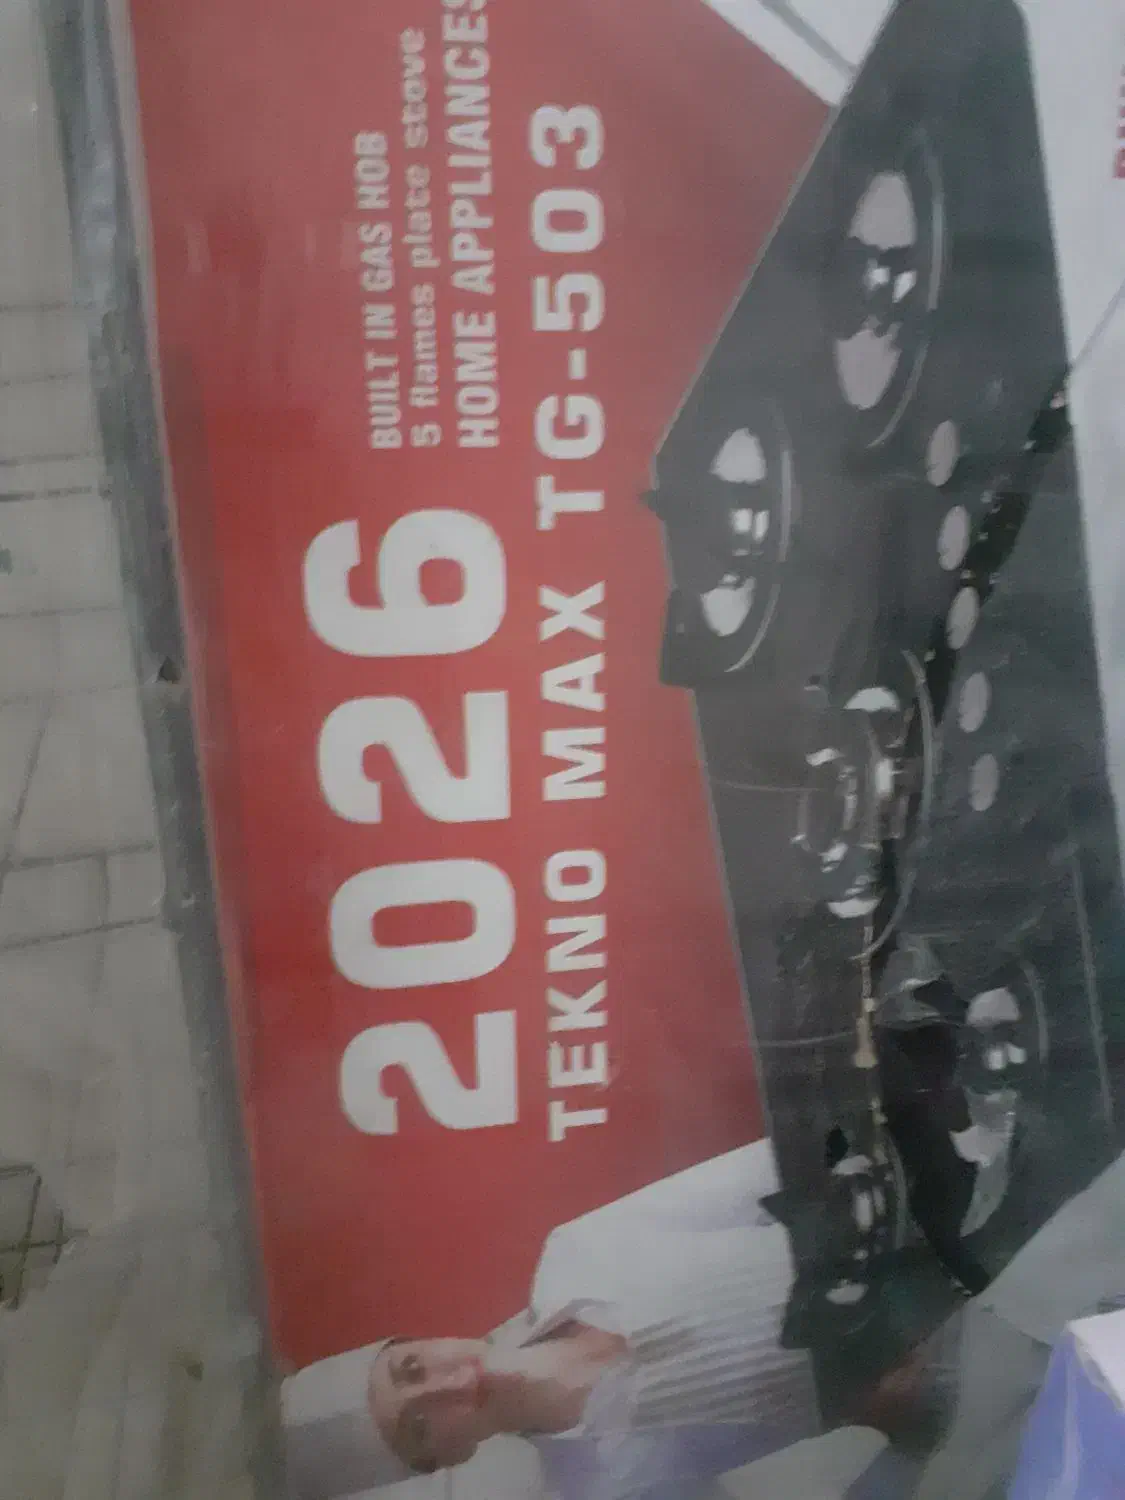 2026
BUILT IN GAS HOB
5 flames plate stove
HOME APPLIANCES
TEKNO MAX TG-503